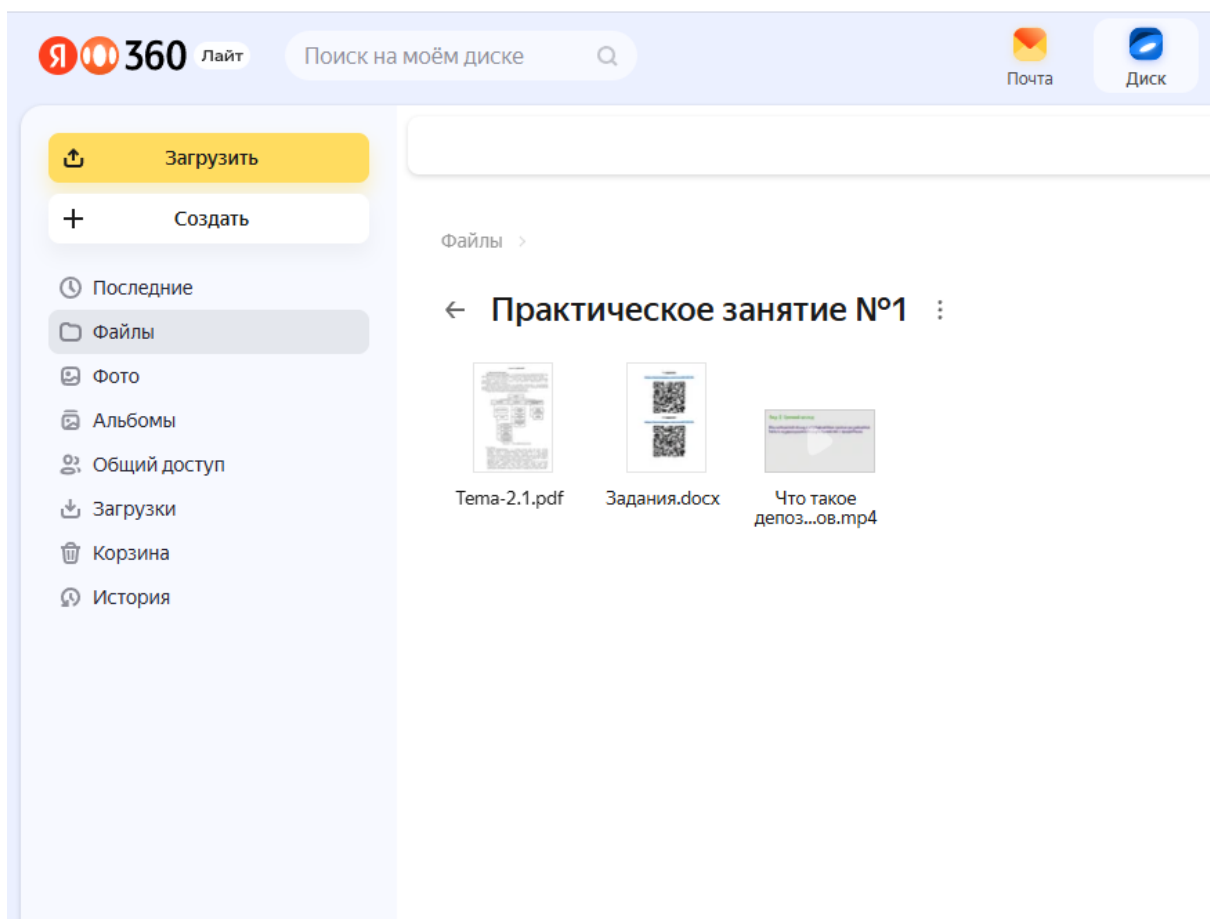 Я 360 Лайт
Поиск на моём диске
Почта
Диск
Загрузить
Создать
Последние
Файлы
Фото
Альбомы
Общий доступ
Загрузки
Корзина
История
Файлы >
Практическое занятие №1
Tema-2.1.pdf
Задания.docx
Что такое
депоз...ов.mp4